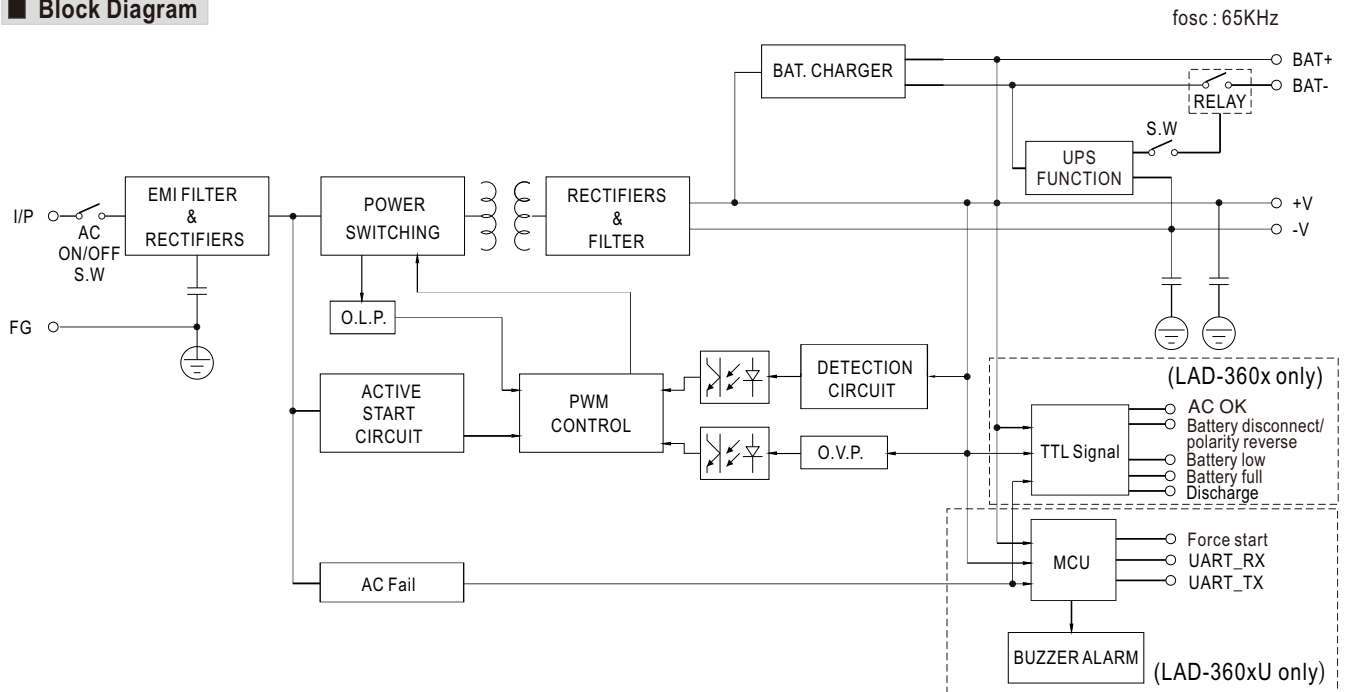 Block Diagram
fosc : 65KHz
BAT. CHARGER
BAT+
BAT-
RELAY
S.W
UPS
FUNCTION
I/P
AC
ON/OFF
S.W
EMI FILTER
&
RECTIFIERS
POWER
SWITCHING
RECTIFIERS
&
FILTER
+V
-V
FG
O.L.P.
ACTIVE
START
CIRCUIT
PWM
CONTROL
DETECTION
CIRCUIT
O.V.P.
(LAD-360x only)
TTL Signal
AC OK
Battery disconnect/
polarity reverse
Battery low
Battery full
Discharge
AC Fail
MCU
Force start
UART_RX
UART_TX
BUZZER ALARM
(LAD-360xU only)